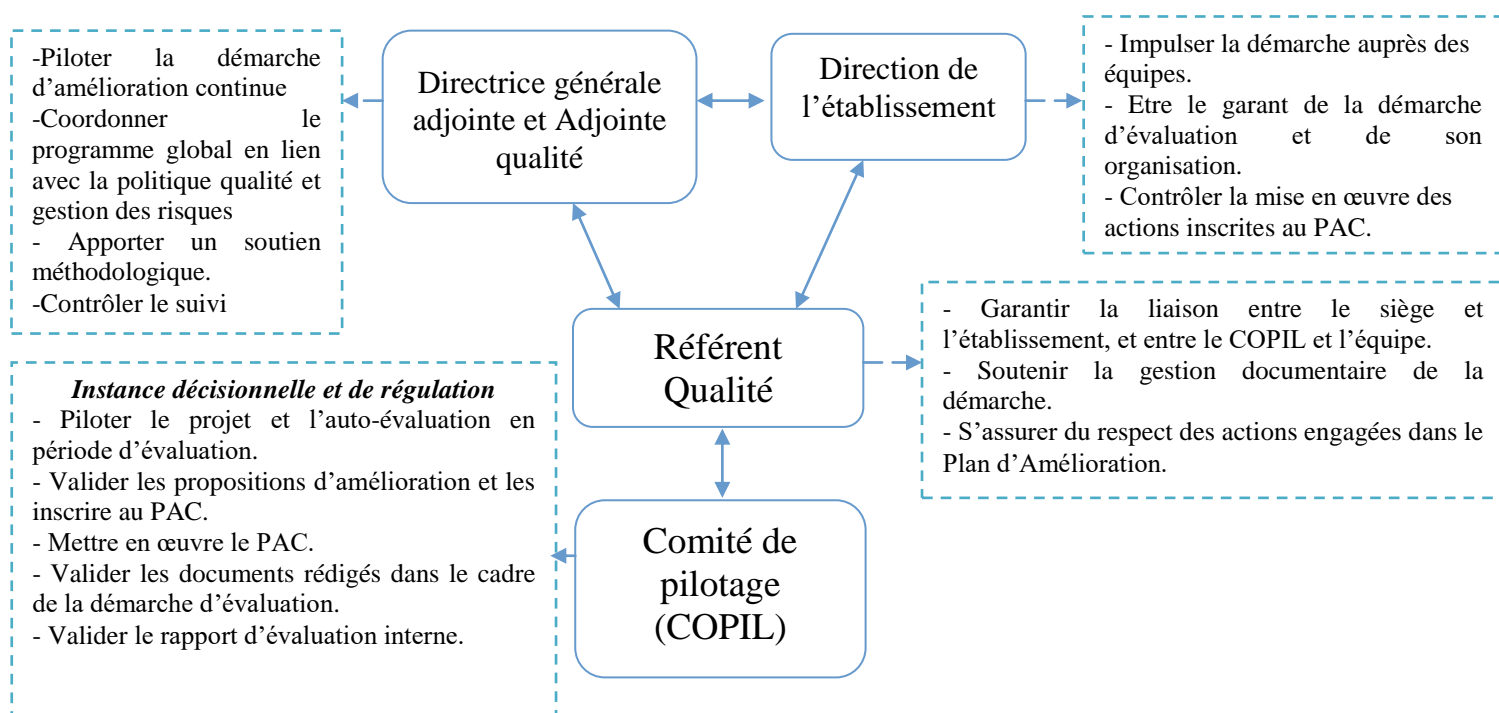 -Piloter la démarche
d'amélioration continue
-Coordonner le
programme global en lien
avec la politique qualité et
gestion des risques
- Apporter un soutien
méthodologique.
-Contrôler le suivi
Directrice générale
adjointe et Adjointe
qualité
Direction de
l'établissement
- Impulser la démarche auprès des
équipes.
- Etre le garant de la démarche
d'évaluation et de son
organisation.
- Contrôler la mise en œuvre des
actions inscrites au PAC.
Référent
Qualité
- Garantir la liaison entre le siège et
l'établissement, et entre le COPIL et l'équipe.
- Soutenir la gestion documentaire de la
démarche.
- S'assurer du respect des actions engagées dans le
Plan d'Amélioration.
Instance décisionnelle et de régulation
- Piloter le projet et l'auto-évaluation en
période d'évaluation.
- Valider les propositions d'amélioration et les
inscrire au PAC.
- Mettre en œuvre le PAC.
- Valider les documents rédigés dans le cadre
de la démarche d'évaluation.
- Valider le rapport d'évaluation interne.
Comité de
pilotage
(COPIL)